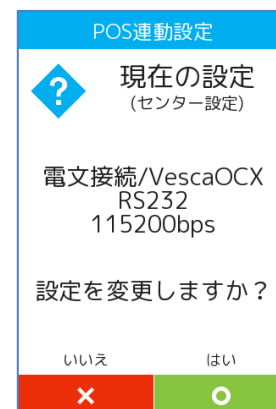 POS連動設定
現在の設定
(センター設定)
電文接続/VescaOCX
RS232
115200bps
設定を変更しますか？
いいえ
はい